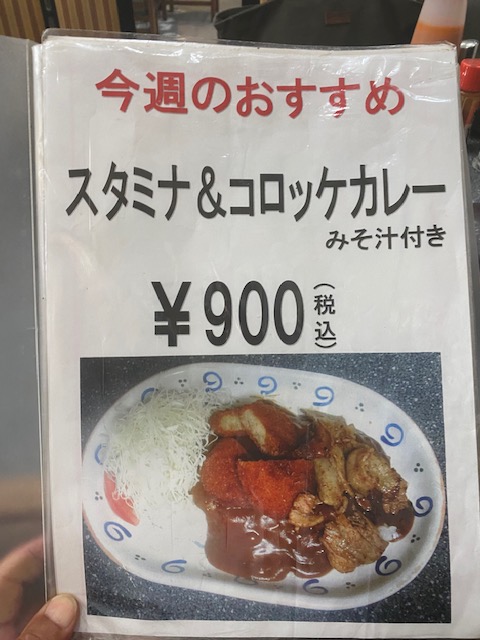 今週のおすすめ
スタミナ&コロッケカレー
みそ汁付き
¥900(税込)